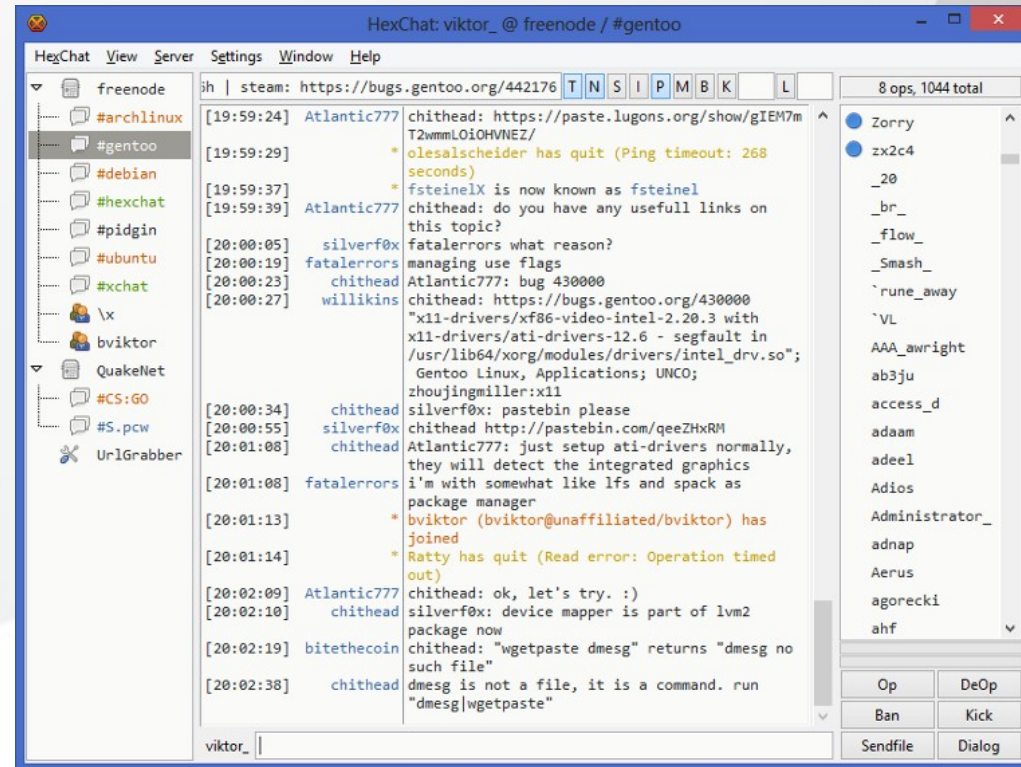 HexChat: viktor_ @ freenode / #gentoo
HexChat View Server Settings Window Help
freenode
#archlinux
#gentoo
#debian
#hexchat
#pidgin
#ubuntu
#xchat
\x
bviktor
QuakeNet
#CS:GO
#S.pcw
UrlGrabber
| steam: https://bugs.gentoo.org/442176 T N S I P M B K L
[19:59:24] Atlantic777 chithead: https://paste.lugons.org/show/gIEM7m
T2wmmLOiOHVNEZ/
[19:59:29] * olesalscheider has quit (Ping timeout: 268
seconds)
[19:59:37] * fsteinelX is now known as fsteinel
[19:59:39] Atlantic777 chithead: do you have any usefull links on
this topic?
[20:00:05] silverf0x fatalerrors what reason?
[20:00:19] fatalerrors managing use flags
[20:00:23] chithead Atlantic777: bug 430000
[20:00:27] willikins chithead: https://bugs.gentoo.org/430000
"x11-drivers/xf86-video-intel-2.20.3 with
x11-drivers/ati-drivers-12.6 - segfault in
/usr/lib64/xorg/modules/drivers/intel_drv.so";
Gentoo Linux, Applications; UNCO;
zhoujingmiller:x11
[20:00:34] chithead silverf0x: pastebin please
[20:00:55] silverf0x chithead http://pastebin.com/qeeZHxRM
[20:01:08] chithead Atlantic777: just setup ati-drivers normally,
they will detect the integrated graphics
[20:01:08] fatalerrors i'm with somewhat like lfs and spack as
package manager
[20:01:13] * bviktor (bviktor@unaffiliated/bviktor) has
joined
[20:01:14] * Ratty has quit (Read error: Operation timed
out)
[20:02:09] Atlantic777 chithead: ok, let's try. :)
[20:02:10] chithead silverf0x: device mapper is part of lvm2
package now
[20:02:19] bitethecoin chithead: "wgetpaste dmesg" returns "dmesg no
such file"
[20:02:38] chithead dmesg is not a file, it is a command. run
"dmesg|wgetpaste"
viktor_
8 ops, 1044 total
Zorry
zx2c4
_20
_br_
_flow_
_Smash_
`rune_away
`VL
AAA_awright
ab3ju
access_d
adaam
adeel
Adios
Administrator_
adnap
Aerus
agorecki
ahf
Op DeOp
Ban Kick
Sendfile Dialog